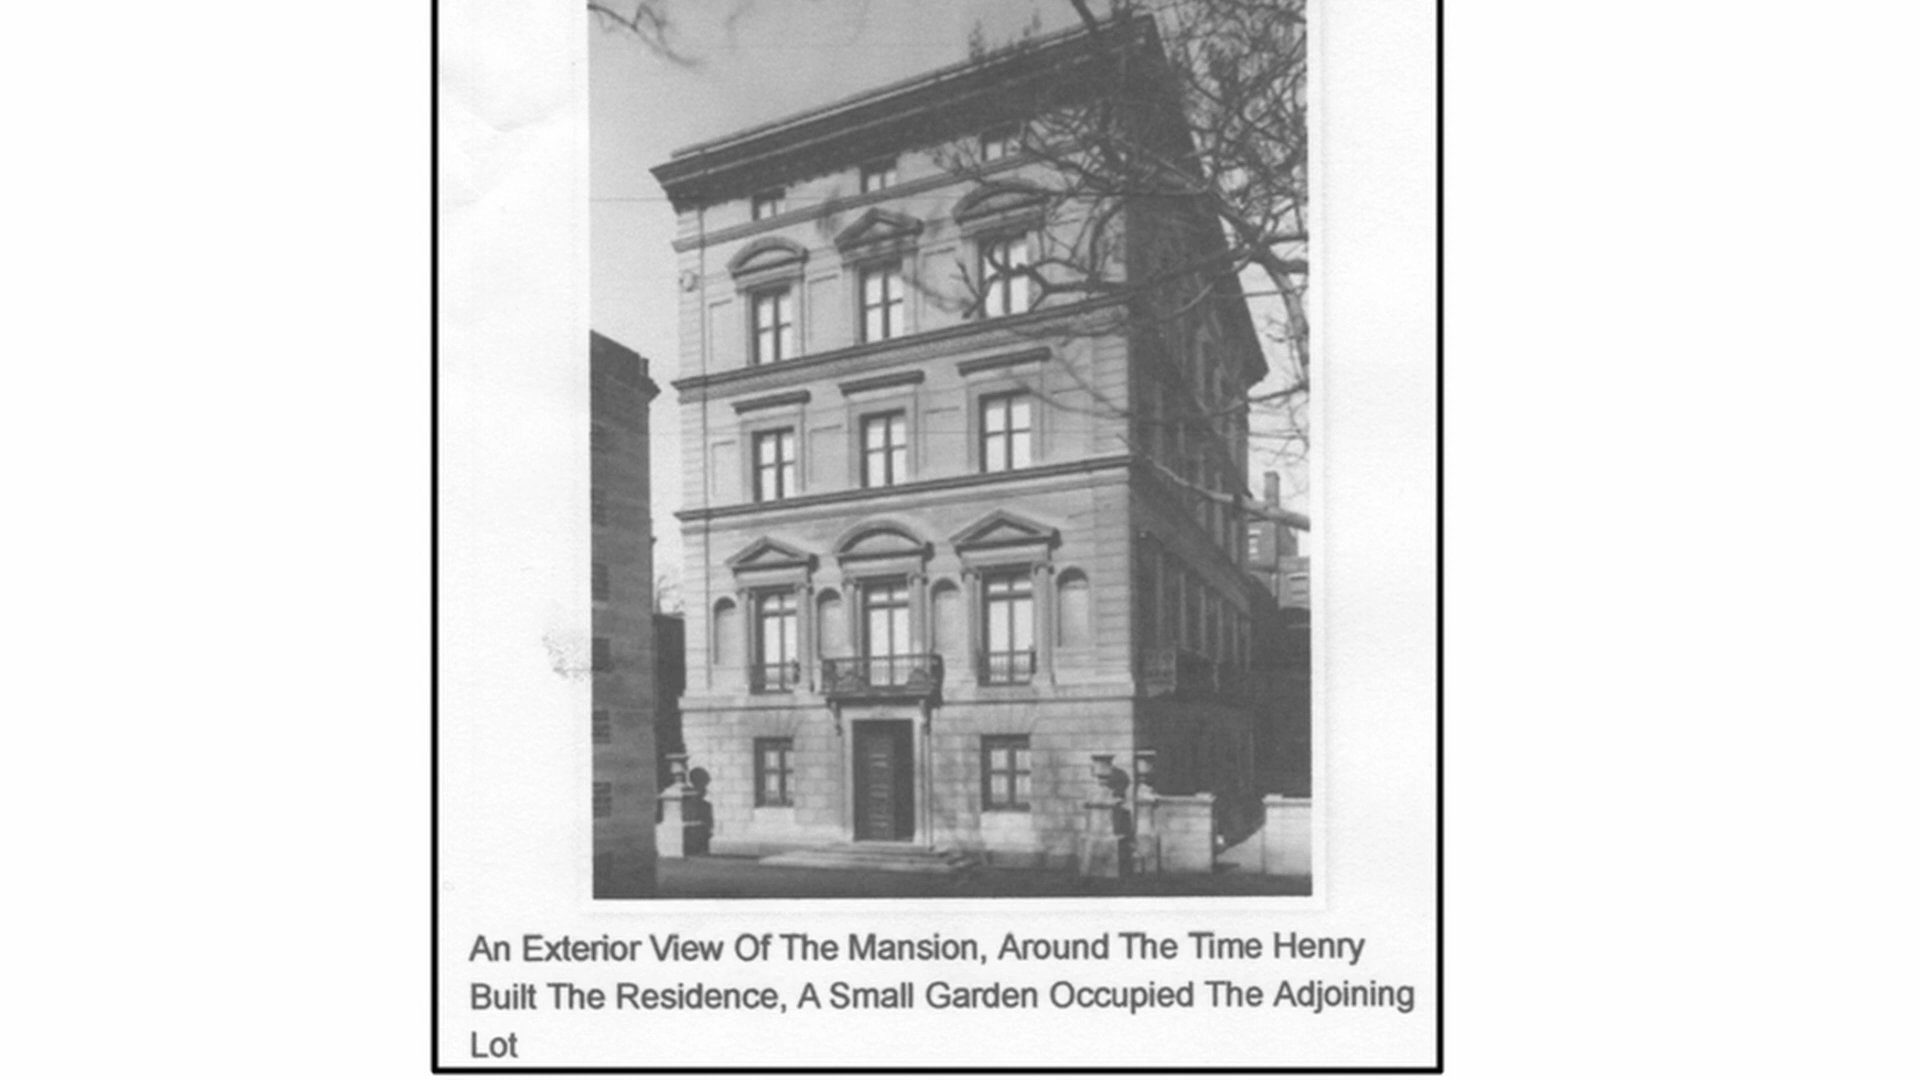 An Exterior View Of The Mansion, Around The Time Henry
Built The Residence, A Small Garden Occupied The Adjoining
Lot